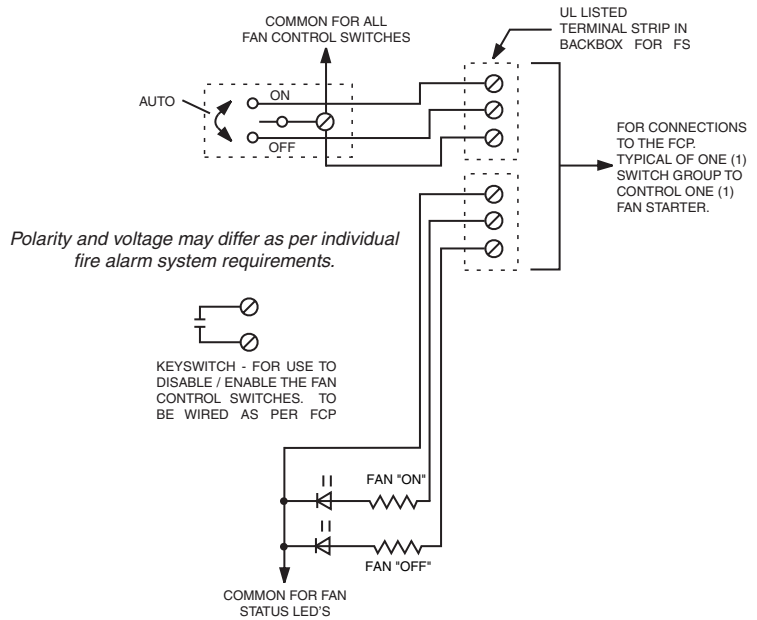 COMMON FOR ALL
FAN CONTROL SWITCHES
UL LISTED
TERMINAL STRIP IN
BACKBOX FOR FS
AUTO
ON
OFF
FOR CONNECTIONS
TO THE FCP.
TYPICAL OF ONE (1)
SWITCH GROUP TO
CONTROL ONE (1)
FAN STARTER.
Polarity and voltage may differ as per individual
fire alarm system requirements.
KEYSWITCH - FOR USE TO
DISABLE / ENABLE THE FAN
CONTROL SWITCHES. TO
BE WIRED AS PER FCP
FAN "ON"
FAN "OFF"
COMMON FOR FAN
STATUS LED'S